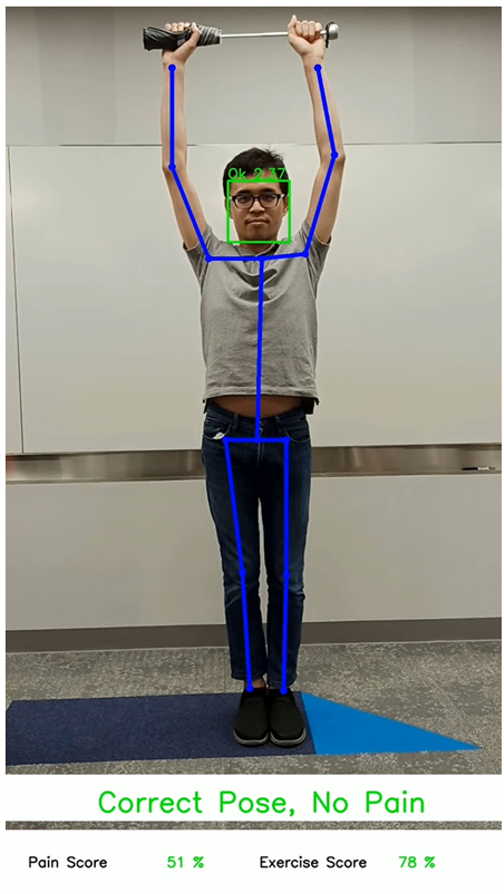 Ok 2.37
Correct Pose, No Pain
Pain Score 51 % Exercise Score 78 %